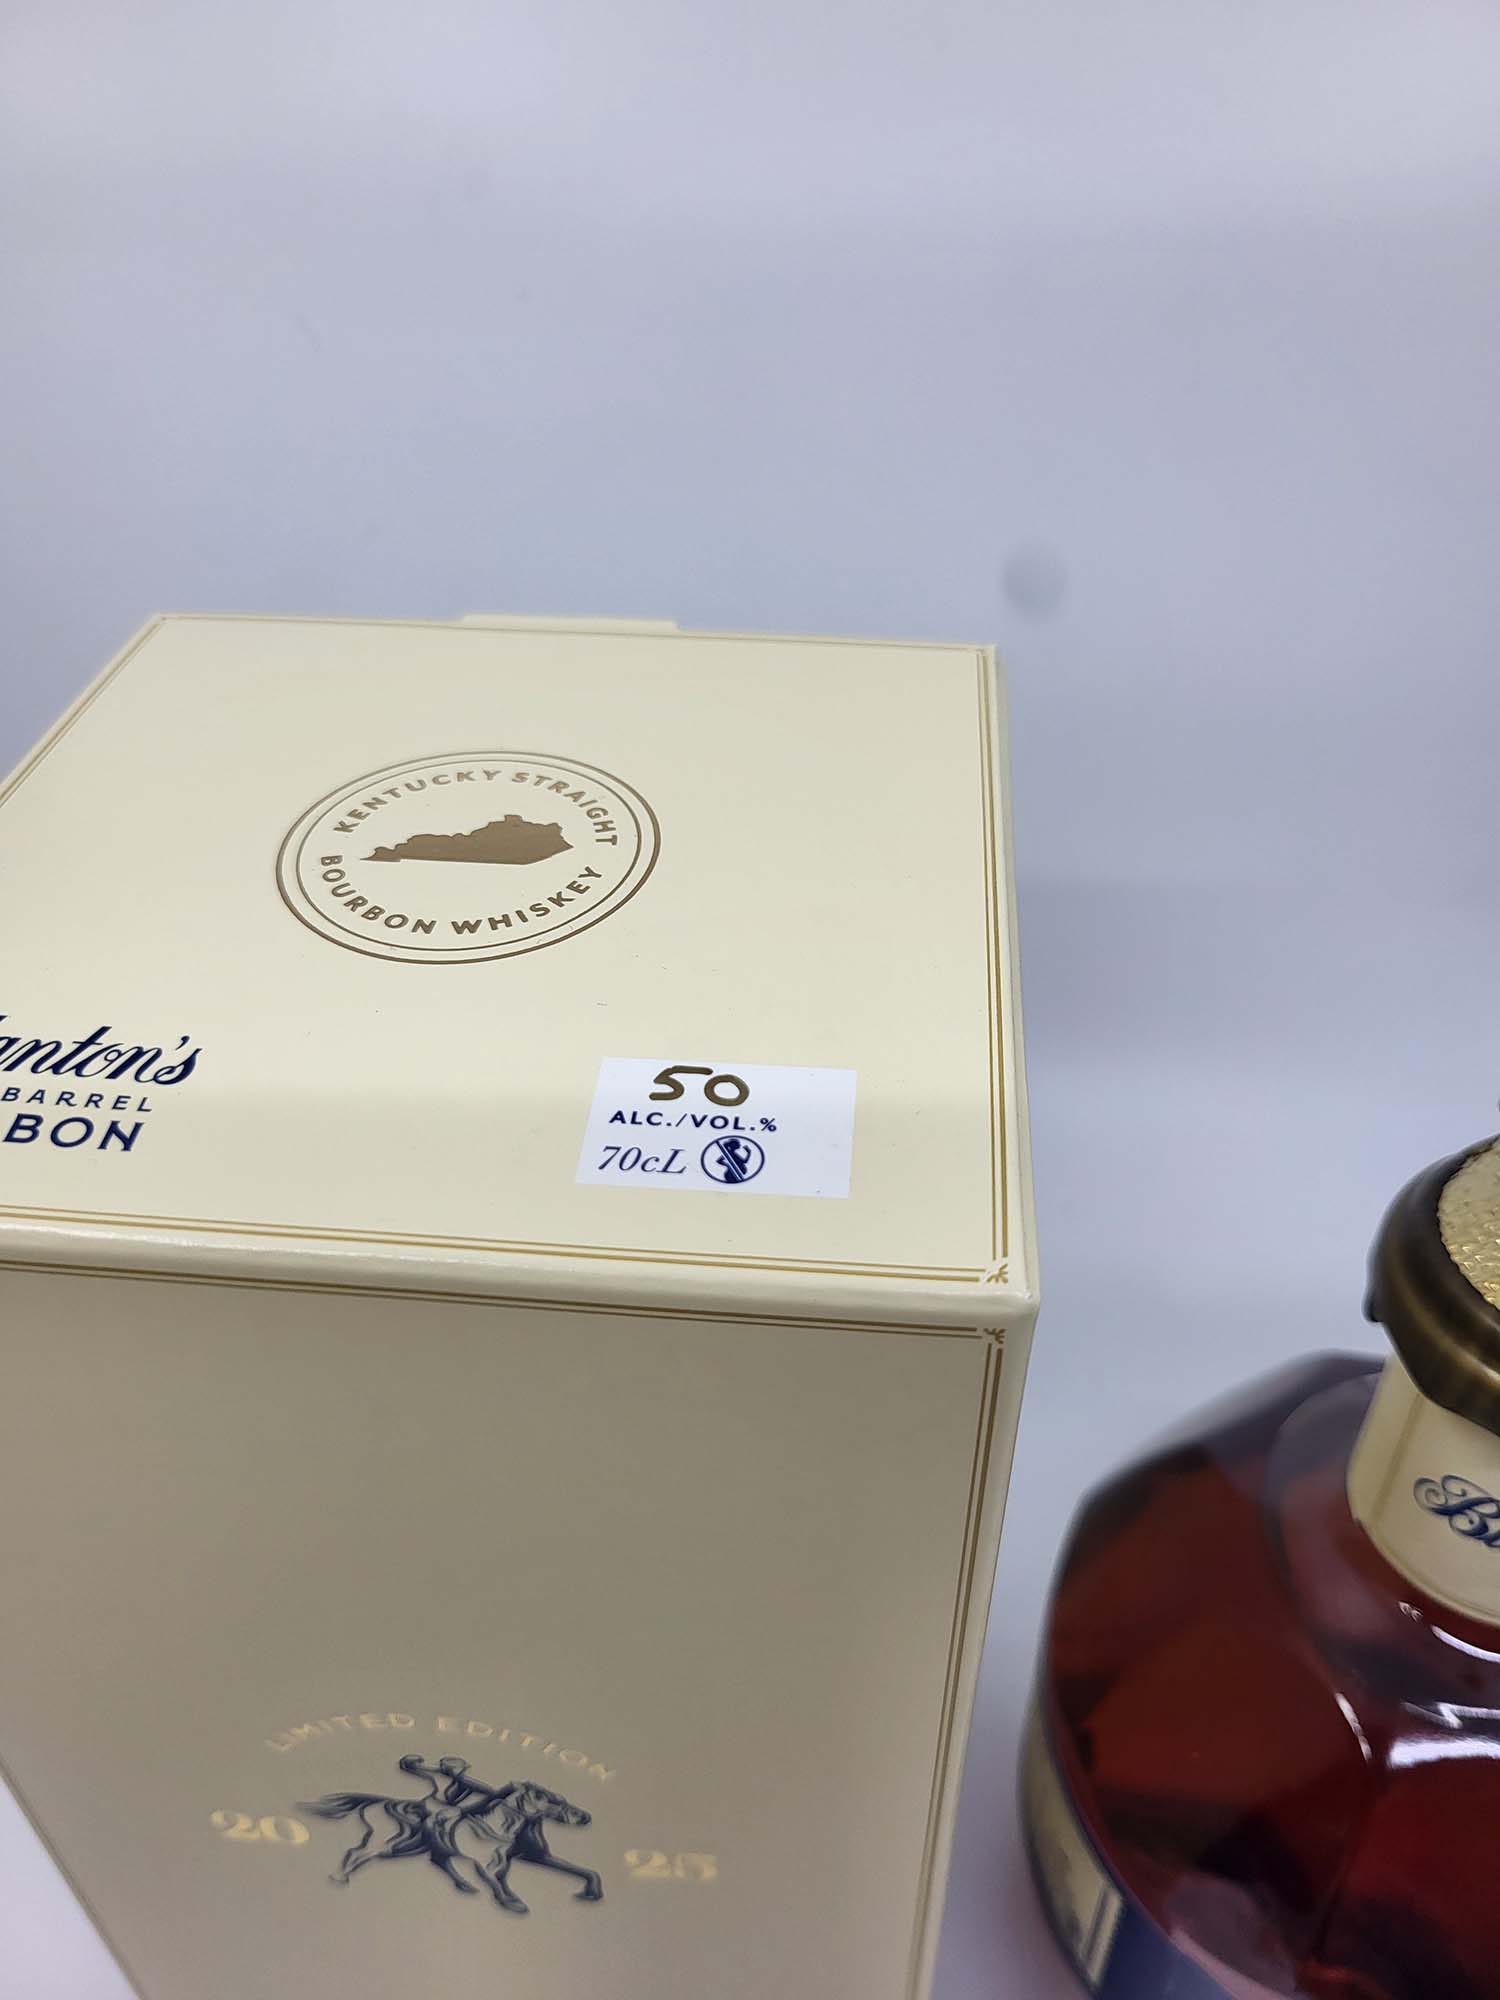 KENTUCKY STRAIGHT
BOURBON WHISKEY
anton's
BARREL
BON
50
ALC./VOL.%
70cL
LIMITED EDITION
20 25
B